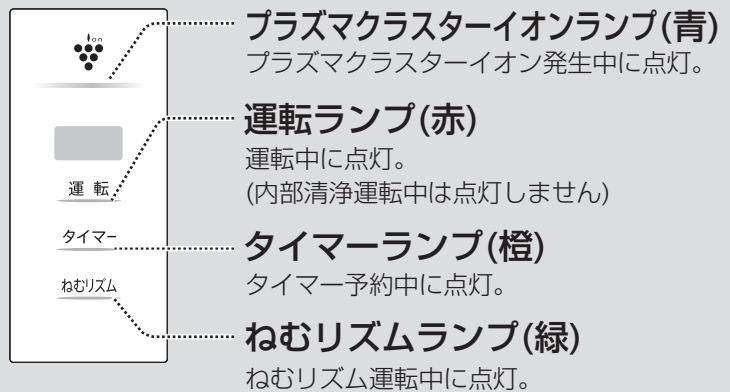 ion
プラズマクラスターイオンランプ(青)
プラズマクラスターイオン発生中に点灯。
運転
運転ランプ(赤)
運転中に点灯。
(内部清浄運転中は点灯しません)
タイマー
タイマーランプ(橙)
タイマー予約中に点灯。
ねむリズム
ねむリズムランプ(緑)
ねむリズム運転中に点灯。